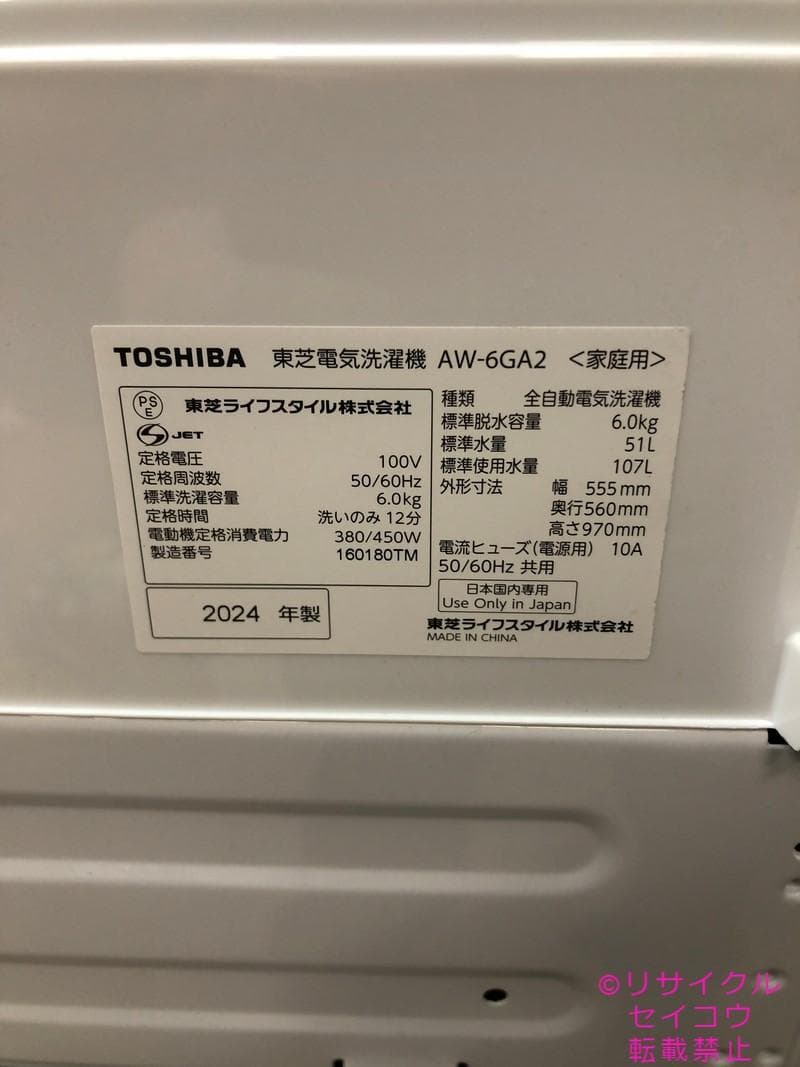 TOSHIBA 東芝電気洗濯機 AW-6GA2 <家庭用>
PS
E
東芝ライフスタイル株式会社
S JET
定格電圧 100V
定格周波数 50/60Hz
標準洗濯容量 6.0kg
定格時間 洗いのみ 12分
電動機定格消費電力 380/450W
製造番号 160180TM
2024 年製
種類 全自動電気洗濯機
標準脱水容量 6.0kg
標準水量 51L
標準使用水量 107L
外形寸法 幅 555mm
奥行560mm
高さ970mm
電流ヒューズ(電源用) 10A
50/60Hz 共用
日本国内専用
Use Only in Japan
東芝ライフスタイル株式会社
MADE IN CHINA
©リサイクル
セイコウ
転載禁止